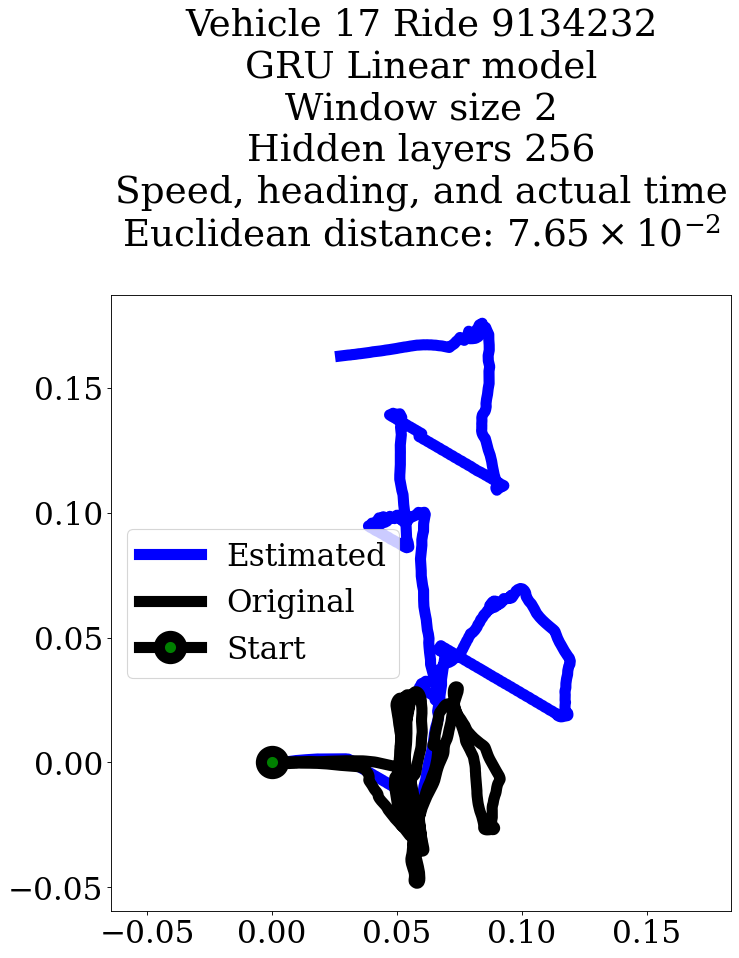 Vehicle 17 Ride 9134232
GRU Linear model
Window size 2
Hidden layers 256
Speed, heading, and actual time
Euclidean distance: 7.65 × 10⁻²
0.15
0.10
0.05
0.00
−0.05
Estimated
Original
Start
−0.05 0.00 0.05 0.10 0.15